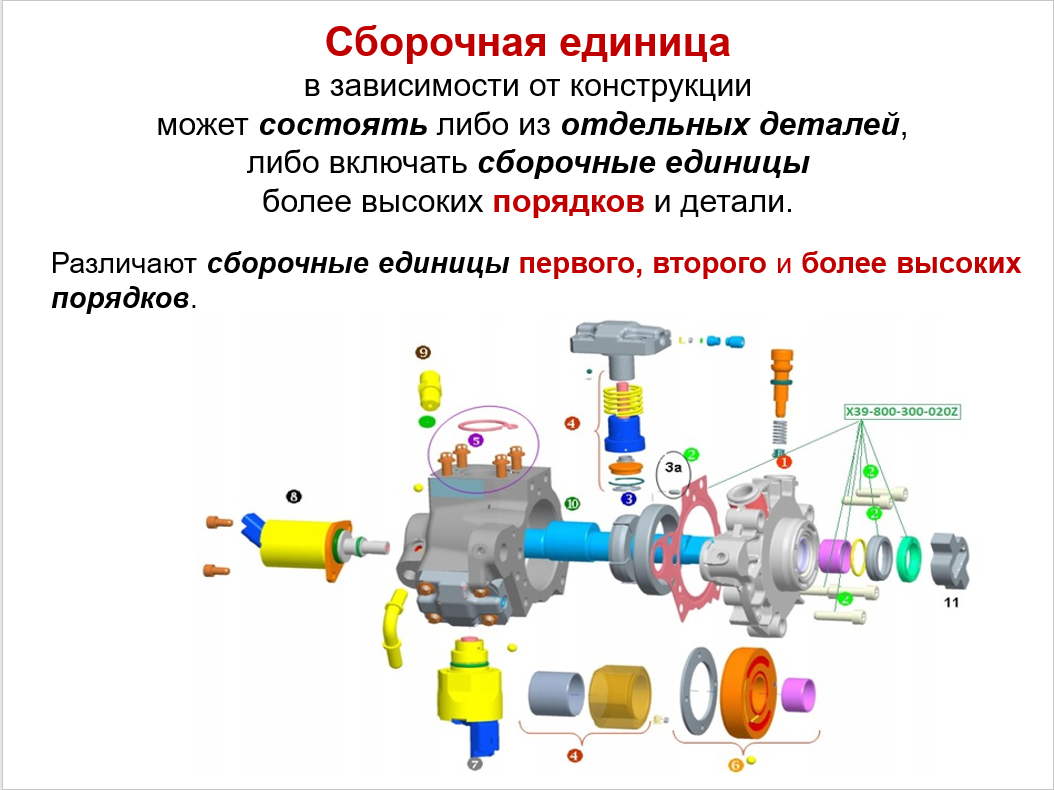 Сборочная единица
в зависимости от конструкции
может состоять либо из отдельных деталей,
либо включать сборочные единицы
более высоких порядков и детали.
Различают сборочные единицы первого, второго и более высоких
порядков.
9
4
X39-800-300-020Z
5
3а
2
1
2
8
3
10
2
2
11
7
4
6